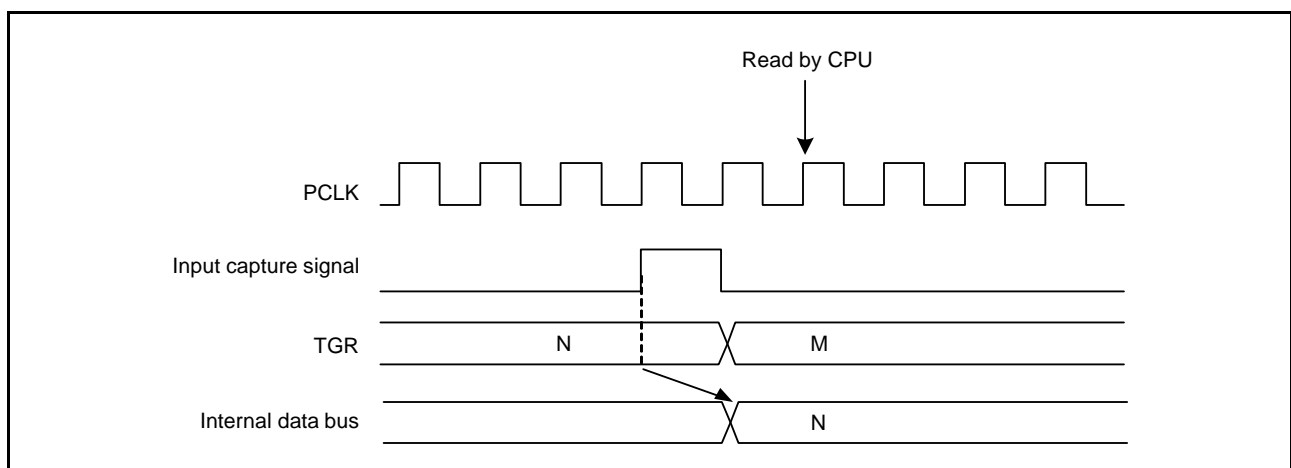 Read by CPU
PCLK
Input capture signal
TGR
N
M
Internal data bus
N